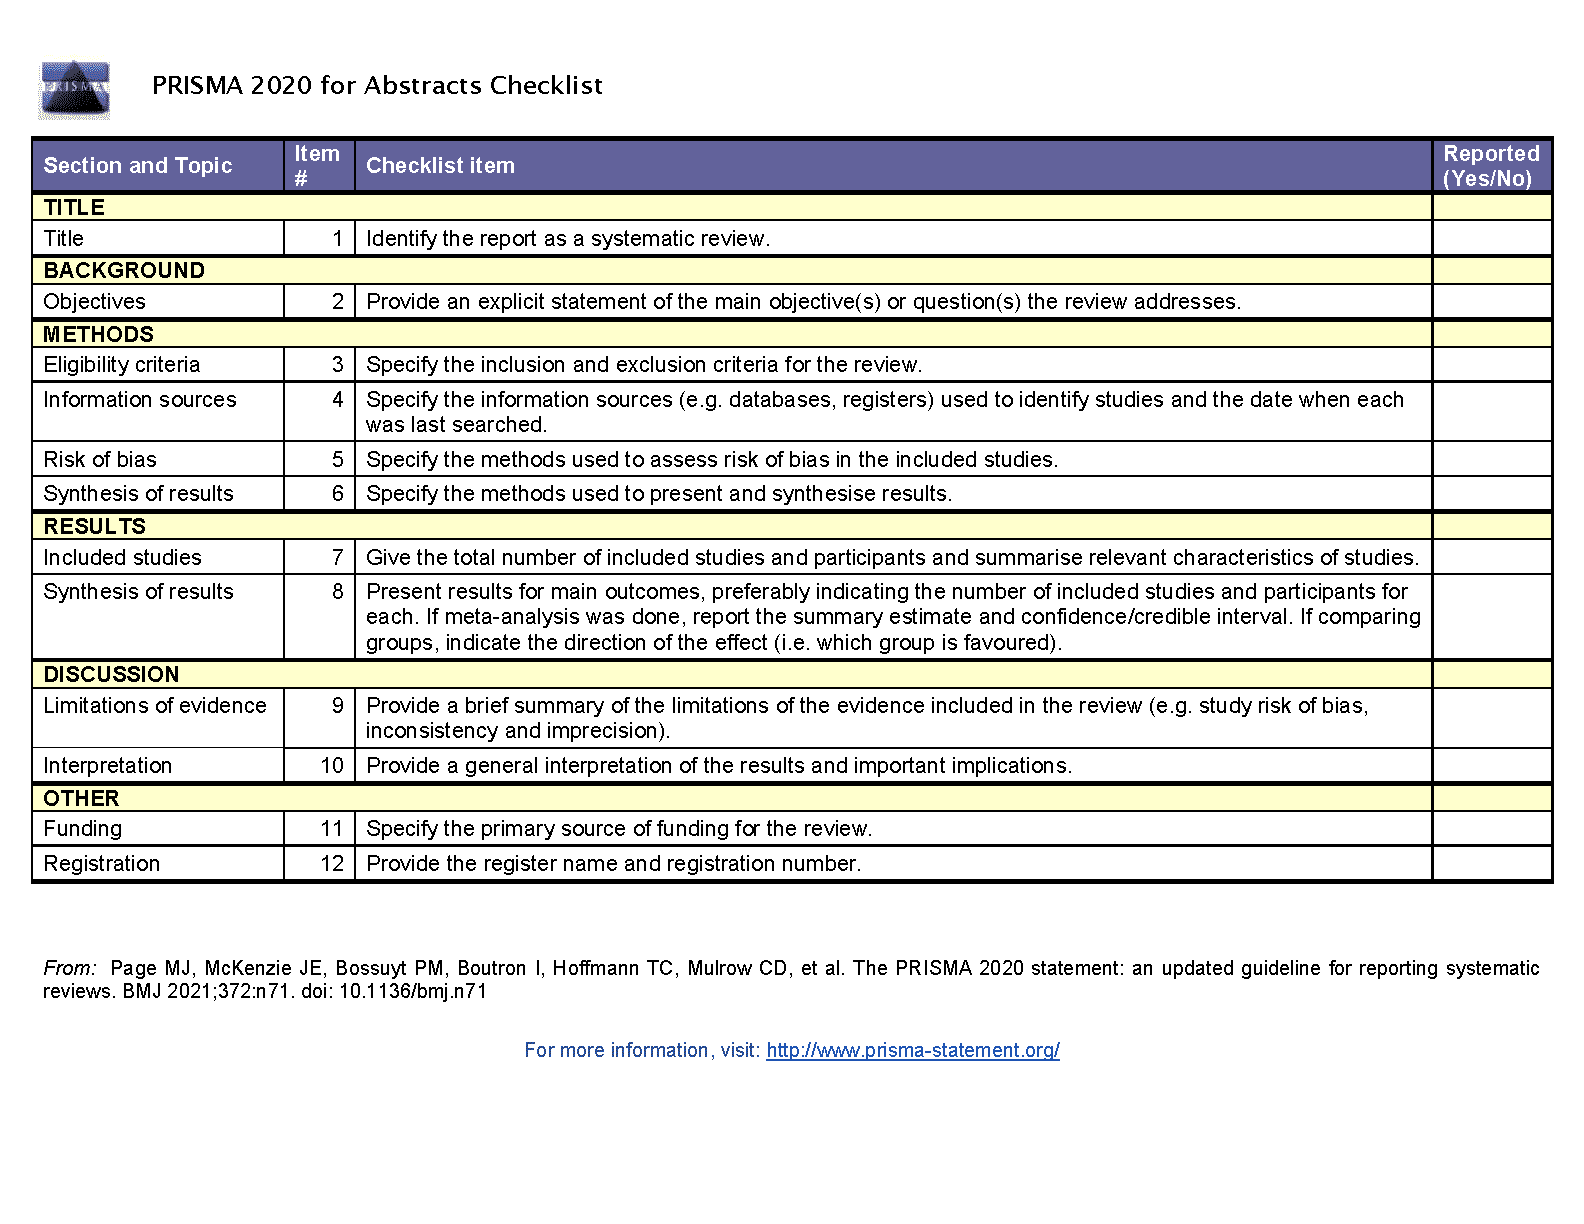 PRISMA
PRISMA 2020 for Abstracts Checklist
Section and Topic Item # Checklist item Reported (Yes/No)
TITLE
Title 1 Identify the report as a systematic review.
BACKGROUND
Objectives 2 Provide an explicit statement of the main objective(s) or question(s) the review addresses.
METHODS
Eligibility criteria 3 Specify the inclusion and exclusion criteria for the review.
Information sources 4 Specify the information sources (e.g. databases, registers) used to identify studies and the date when each
was last searched.
Risk of bias 5 Specify the methods used to assess risk of bias in the included studies.
Synthesis of results 6 Specify the methods used to present and synthesise results.
RESULTS
Included studies 7 Give the total number of included studies and participants and summarise relevant characteristics of studies.
Synthesis of results 8 Present results for main outcomes, preferably indicating the number of included studies and participants for
each. If meta-analysis was done, report the summary estimate and confidence/credible interval. If comparing
groups, indicate the direction of the effect (i.e. which group is favoured).
DISCUSSION
Limitations of evidence 9 Provide a brief summary of the limitations of the evidence included in the review (e.g. study risk of bias,
inconsistency and imprecision).
Interpretation 10 Provide a general interpretation of the results and important implications.
OTHER
Funding 11 Specify the primary source of funding for the review.
Registration 12 Provide the register name and registration number.
From: Page MJ, McKenzie JE, Bossuyt PM, Boutron I, Hoffmann TC, Mulrow CD, et al. The PRISMA 2020 statement: an updated guideline for reporting systematic
reviews. BMJ 2021;372:n71. doi: 10.1136/bmj.n71
For more information, visit: http://www.prisma-statement.org/